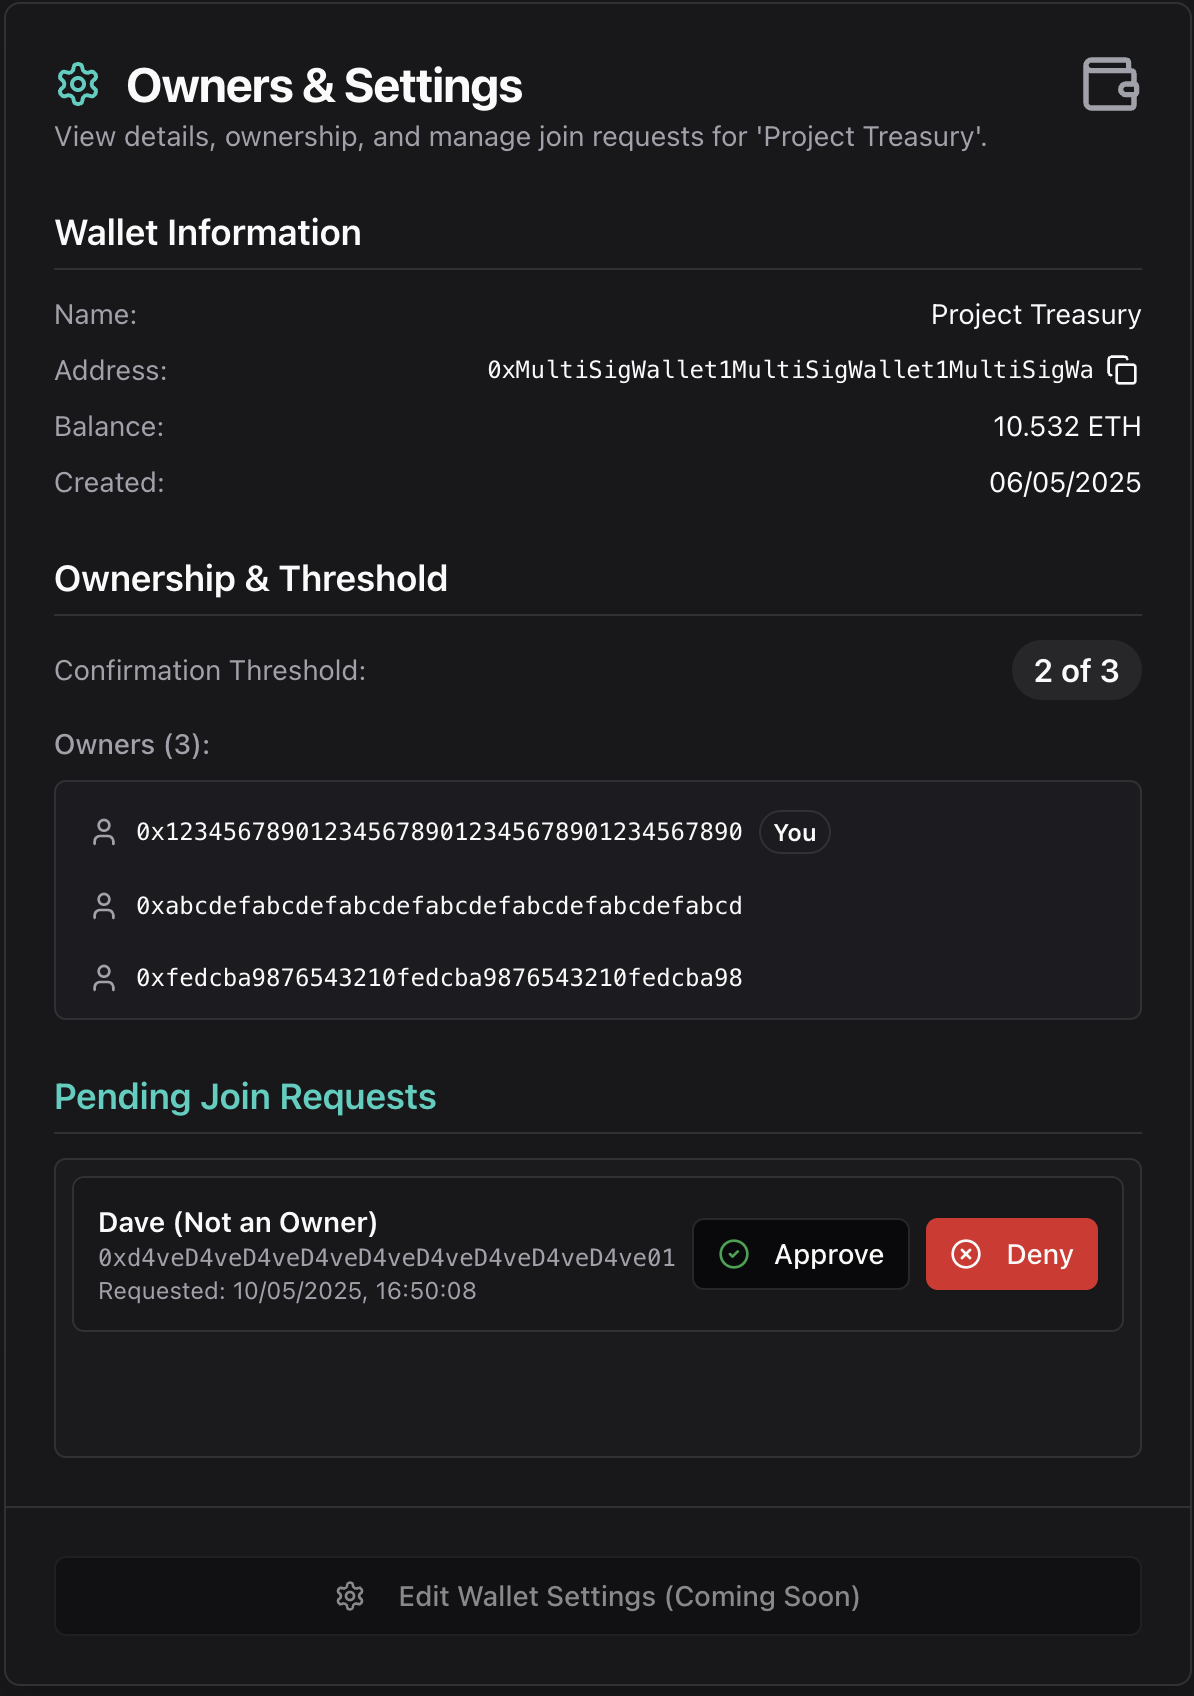 Owners & Settings
View details, ownership, and manage join requests for 'Project Treasury'.
Wallet Information
Name: Project Treasury
Address: 0xMultiSigWallet1MultiSigWallet1MultiSigWa
Balance: 10.532 ETH
Created: 06/05/2025
Ownership & Threshold
Confirmation Threshold: 2 of 3
Owners (3):
0x1234567890123456789012345678901234567890 You
0xabcdefabcdefabcdefabcdefabcdefabcdefabcd
0xfedcba9876543210fedcba9876543210fedcba98
Pending Join Requests
Dave (Not an Owner)
0xd4veD4veD4veD4veD4veD4veD4veD4veD4ve01
Requested: 10/05/2025, 16:50:08
Approve Deny
Edit Wallet Settings (Coming Soon)